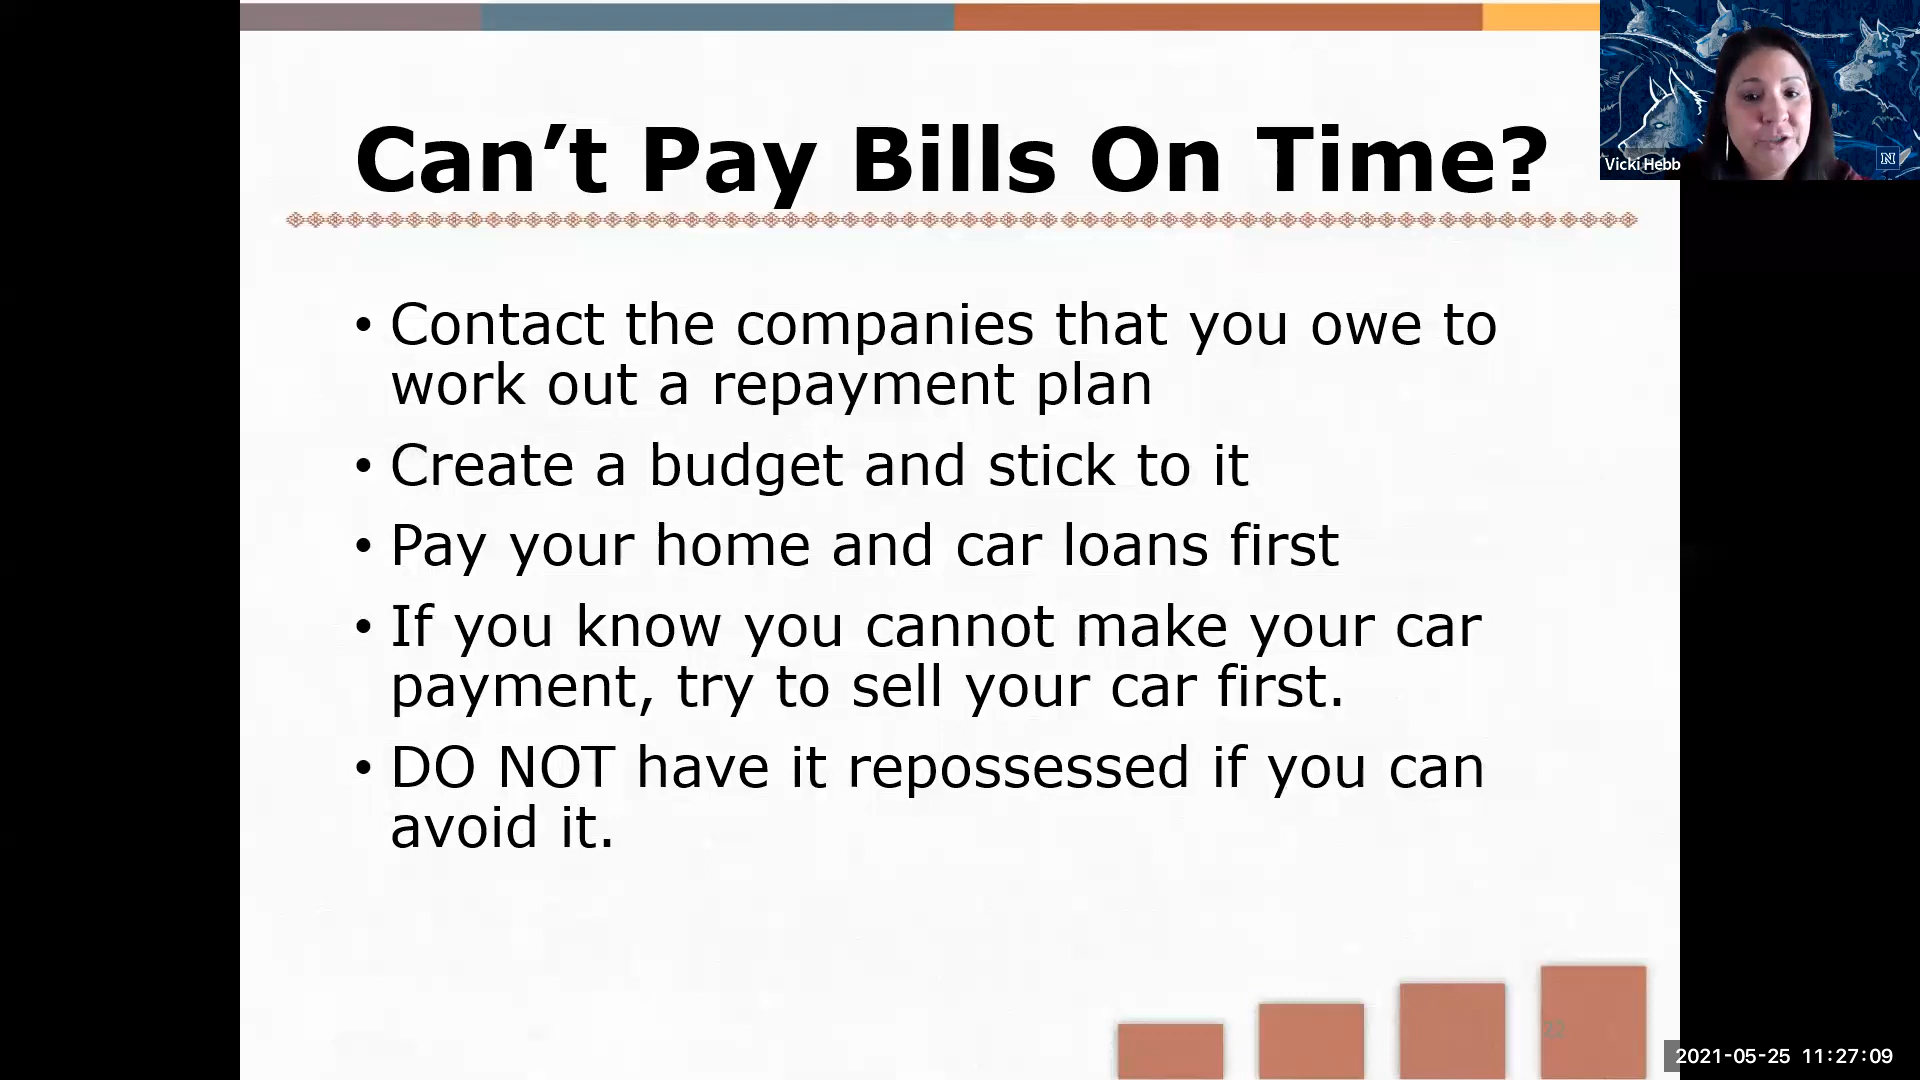 Can’t Pay Bills On Time?
• Contact the companies that you owe to
work out a repayment plan
• Create a budget and stick to it
• Pay your home and car loans first
• If you know you cannot make your car
payment, try to sell your car first.
• DO NOT have it repossessed if you can
avoid it.
22
Vicki Hebb
N
2021-05-25 11:27:09